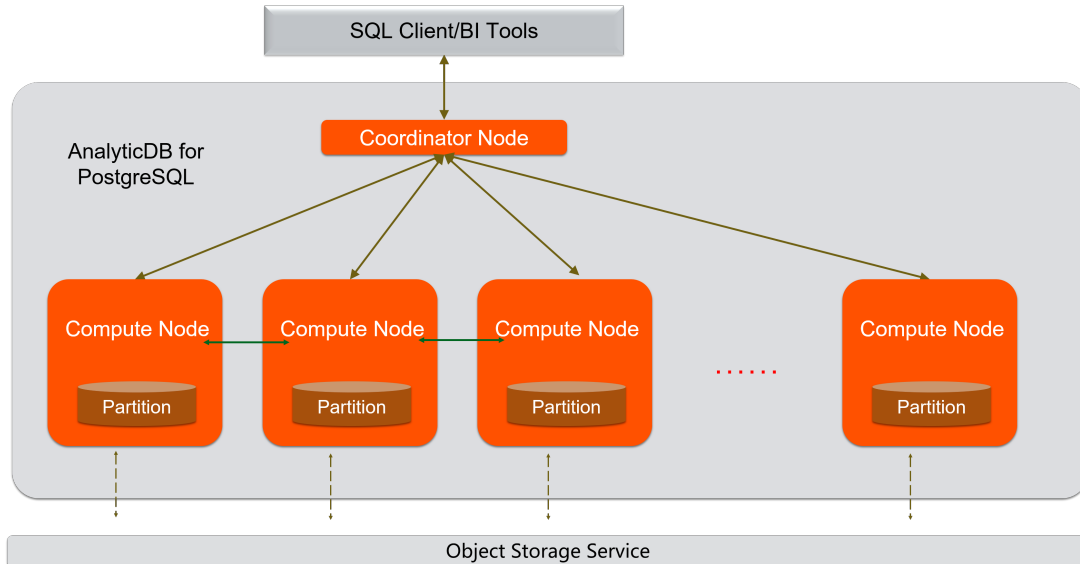 SQL Client/BI Tools
Coordinator Node
AnalyticDB for
PostgreSQL
Compute Node
Compute Node
Compute Node
Compute Node
......
Partition
Partition
Partition
Partition
Object Storage Service